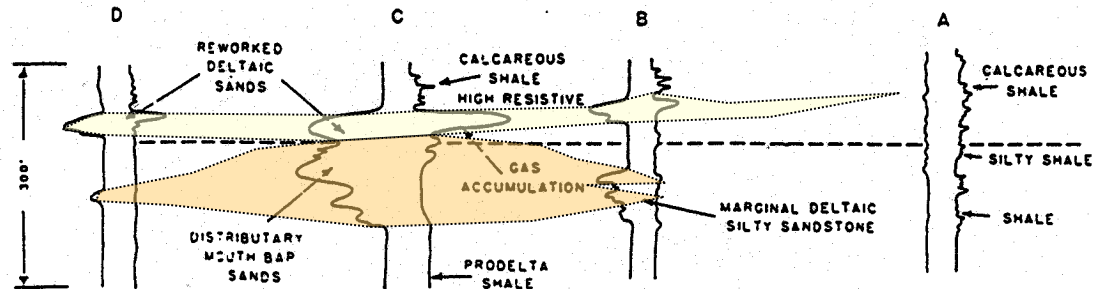 D
C
B
A
REWORKED
DELTAIC
SANDS
CALCAREOUS
SHALE
HIGH RESISTIVE
CALCAREOUS
SHALE
300'
GAS
ACCUMULATION
SILTY SHALE
MARGINAL DELTAIC
SILTY SANDSTONE
SHALE
DISTRIBUTARY
MOUTH BAP
SANDS
PRODELTA
SHALE